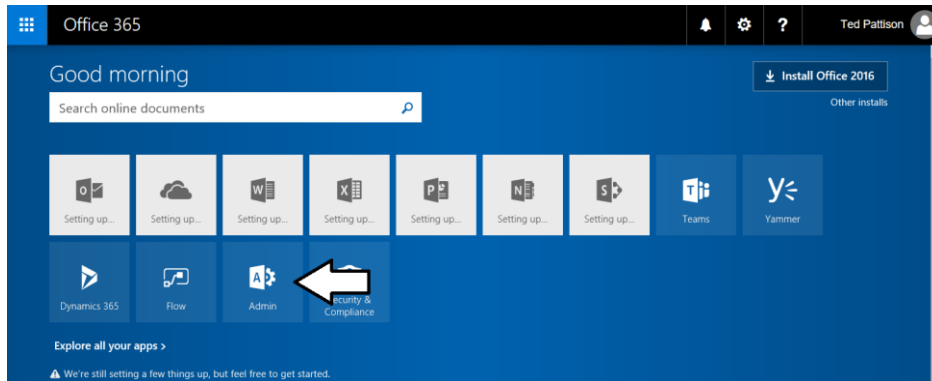 Office 365
Ted Pattison
Good morning
Install Office 2016
Search online documents
Other installs
Setting up...
Setting up...
Setting up...
Setting up...
Setting up...
Setting up...
Setting up...
Teams
Yammer
Dynamics 365
Flow
Admin
Security &
Compliance
Explore all your apps >
We're still setting a few things up, but feel free to get started.